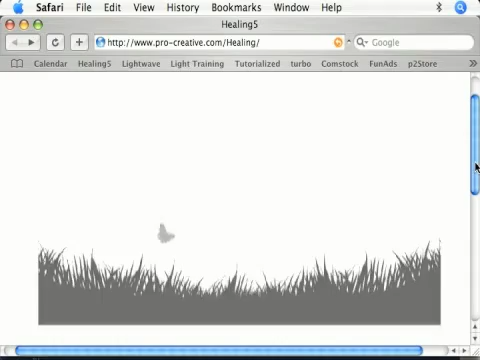 Safari File Edit View History Bookmarks Window Help
Healing5
http://www.pro-creative.com/Healing/ Google
Calendar Healing5 Lightwave Light Training Tutorialized turbo Comstock FunAds p2Store